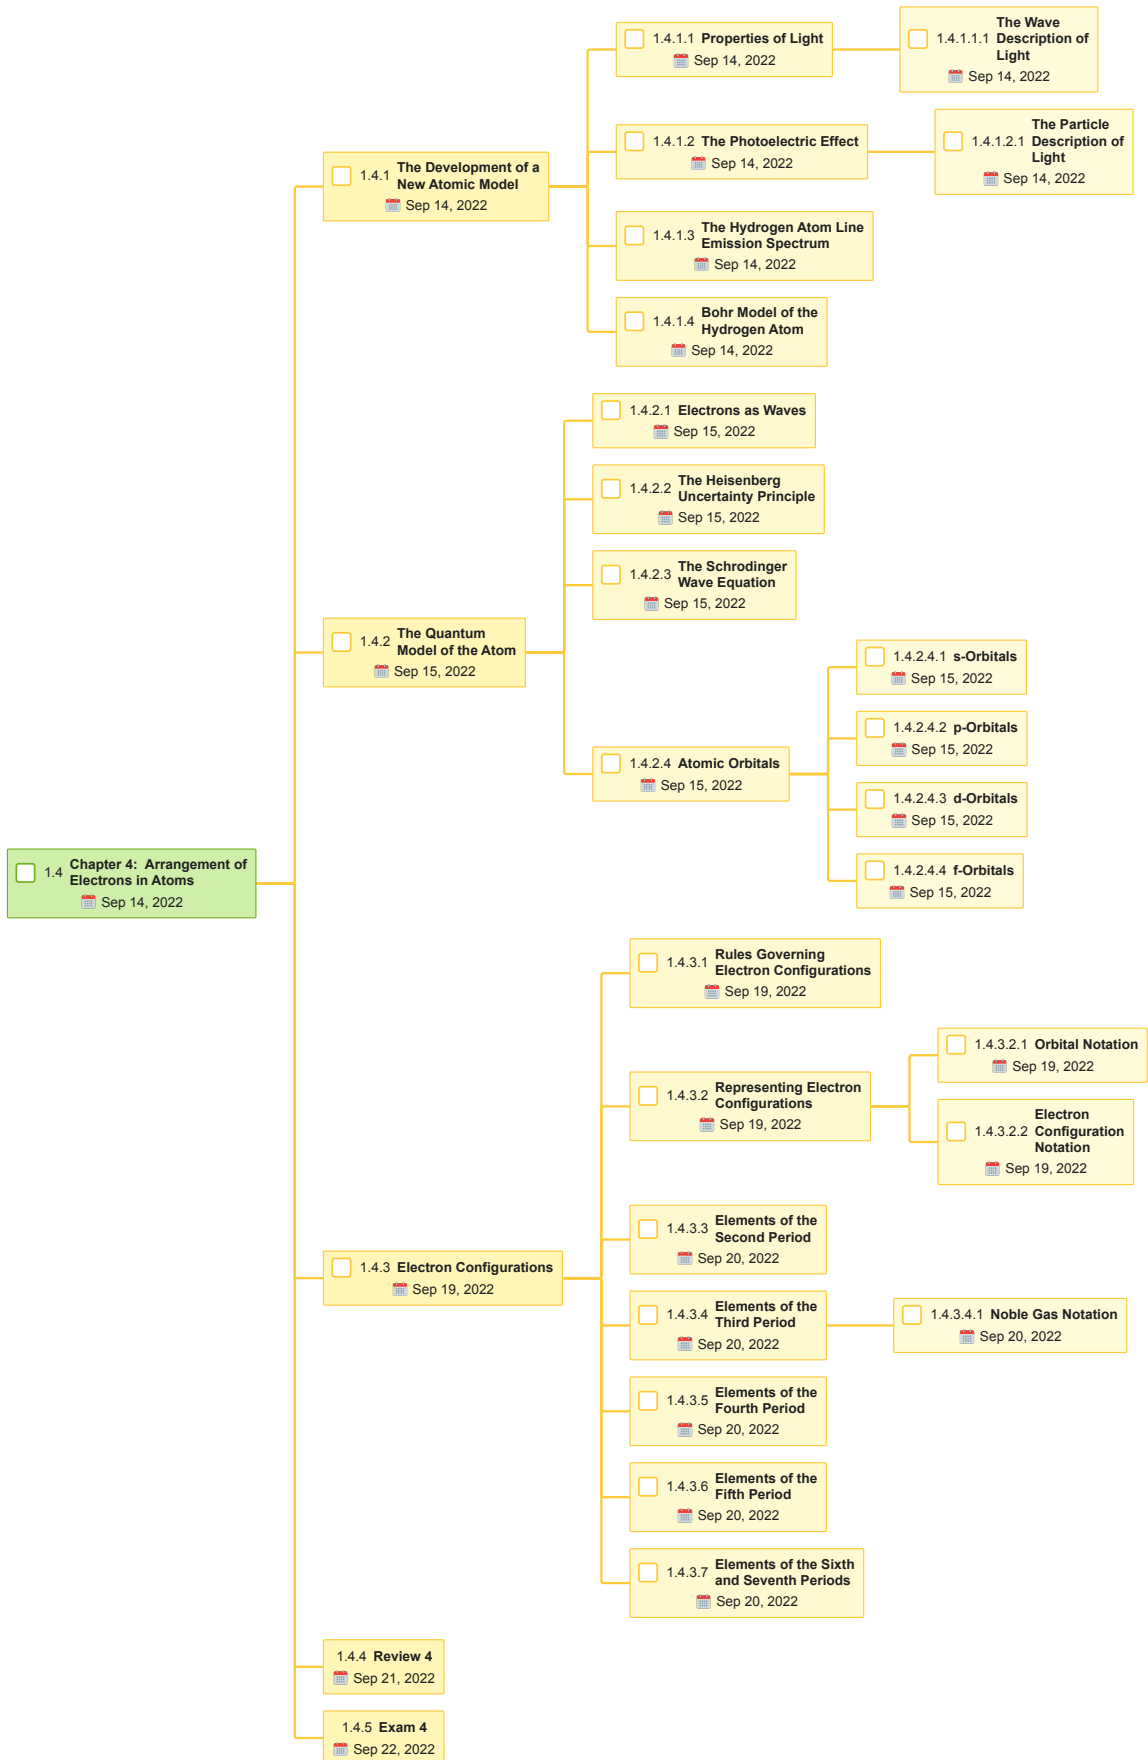 1.4 Chapter 4: Arrangement of
Electrons in Atoms
Sep 14, 2022
1.4.1 The Development of a
New Atomic Model
Sep 14, 2022
1.4.1.1 Properties of Light
Sep 14, 2022
1.4.1.1.1 The Wave
Description of
Light
Sep 14, 2022
1.4.1.2 The Photoelectric Effect
Sep 14, 2022
1.4.1.2.1 The Particle
Description of
Light
Sep 14, 2022
1.4.1.3 The Hydrogen Atom Line
Emission Spectrum
Sep 14, 2022
1.4.1.4 Bohr Model of the
Hydrogen Atom
Sep 14, 2022
1.4.2 The Quantum
Model of the Atom
Sep 15, 2022
1.4.2.1 Electrons as Waves
Sep 15, 2022
1.4.2.2 The Heisenberg
Uncertainty Principle
Sep 15, 2022
1.4.2.3 The Schrodinger
Wave Equation
Sep 15, 2022
1.4.2.4 Atomic Orbitals
Sep 15, 2022
1.4.2.4.1 s-Orbitals
Sep 15, 2022
1.4.2.4.2 p-Orbitals
Sep 15, 2022
1.4.2.4.3 d-Orbitals
Sep 15, 2022
1.4.2.4.4 f-Orbitals
Sep 15, 2022
1.4.3 Electron Configurations
Sep 19, 2022
1.4.3.1 Rules Governing
Electron Configurations
Sep 19, 2022
1.4.3.2 Representing Electron
Configurations
Sep 19, 2022
1.4.3.2.1 Orbital Notation
Sep 19, 2022
1.4.3.2.2 Electron
Configuration
Notation
Sep 19, 2022
1.4.3.3 Elements of the
Second Period
Sep 20, 2022
1.4.3.4 Elements of the
Third Period
Sep 20, 2022
1.4.3.4.1 Noble Gas Notation
Sep 20, 2022
1.4.3.5 Elements of the
Fourth Period
Sep 20, 2022
1.4.3.6 Elements of the
Fifth Period
Sep 20, 2022
1.4.3.7 Elements of the Sixth
and Seventh Periods
Sep 20, 2022
1.4.4 Review 4
Sep 21, 2022
1.4.5 Exam 4
Sep 22, 2022